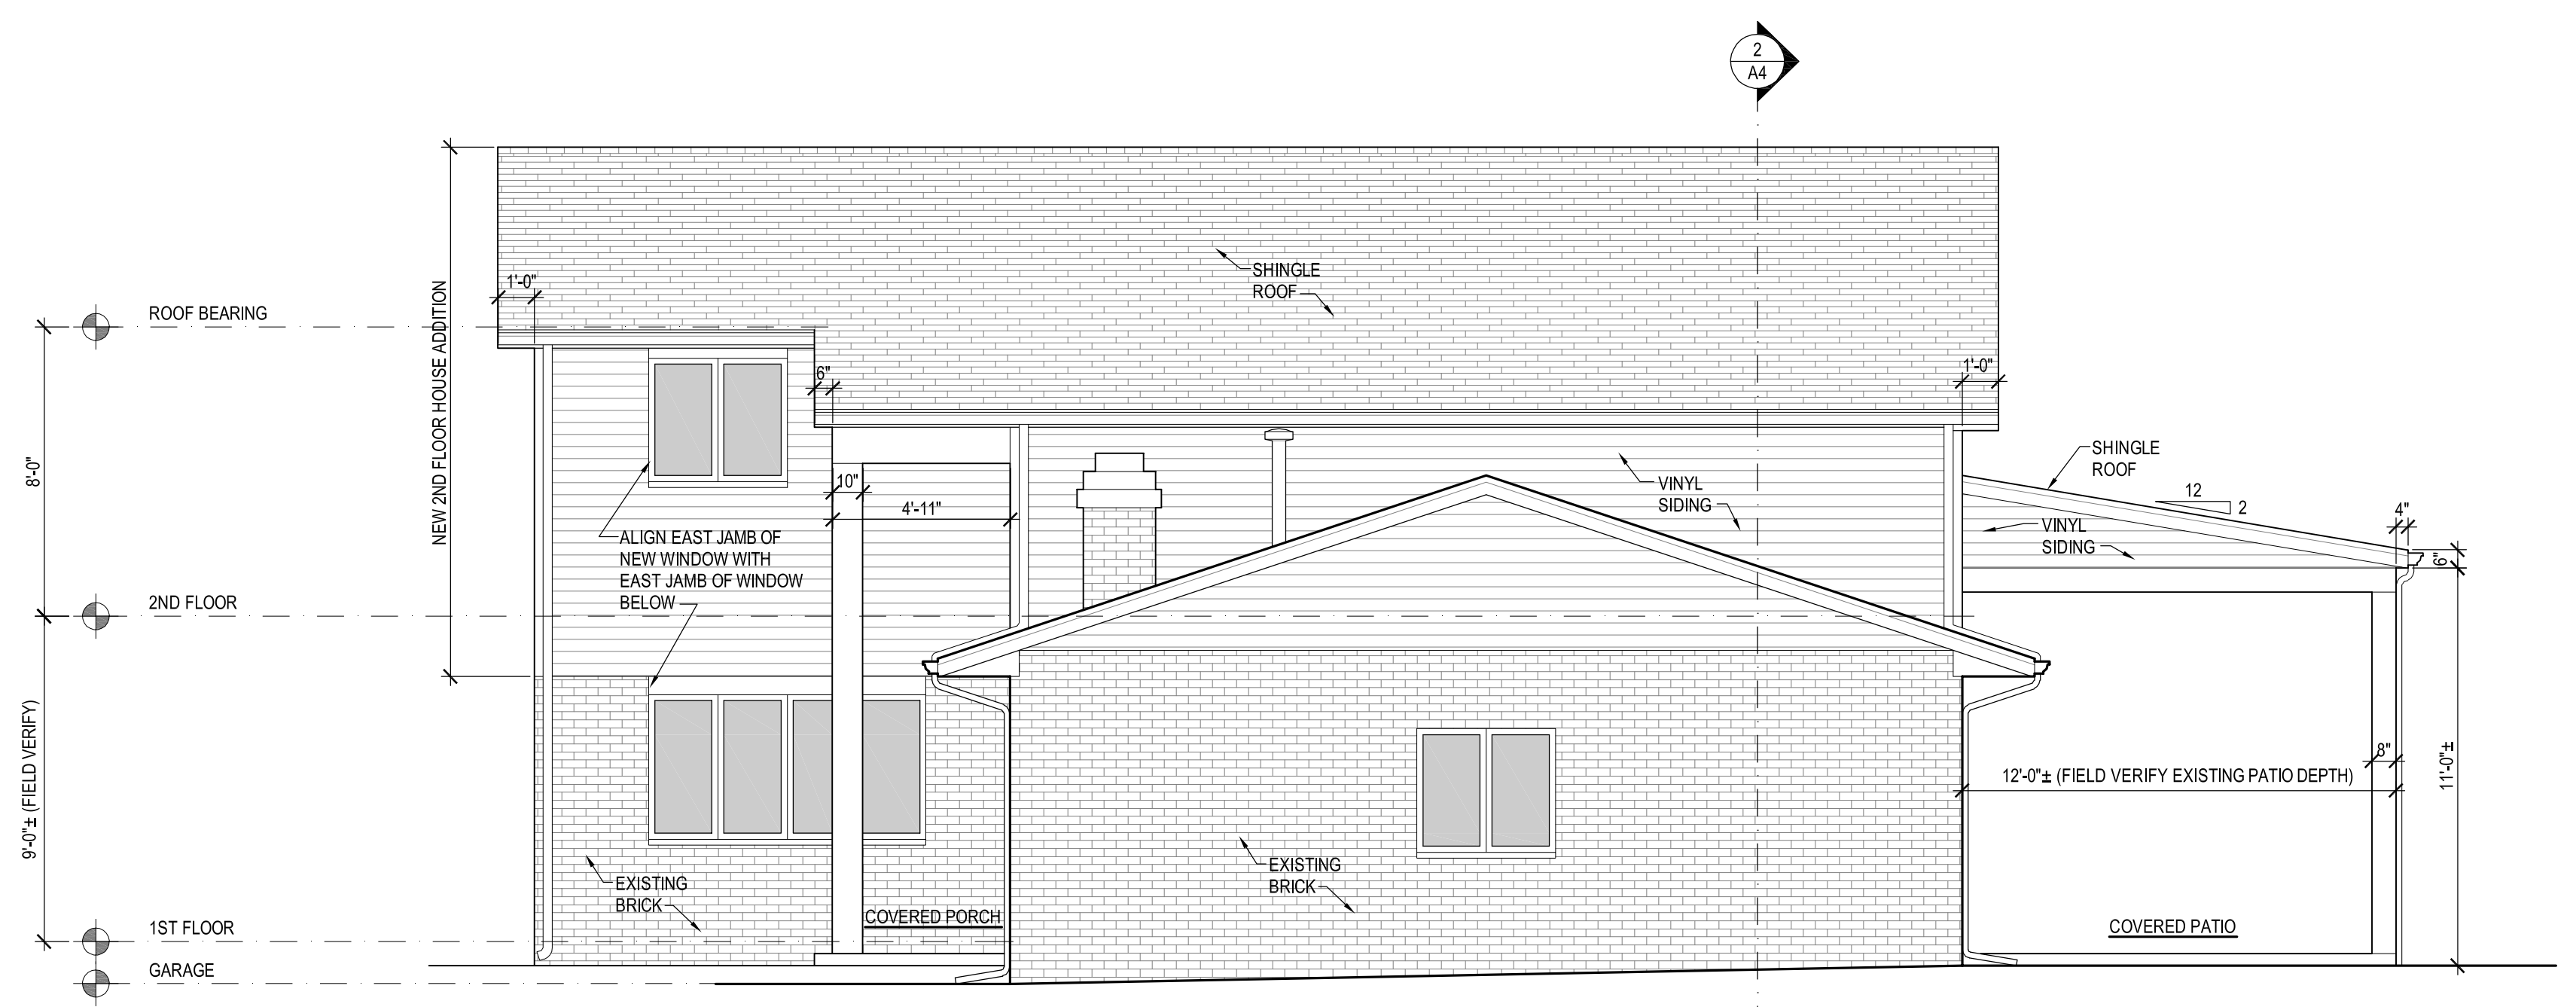 2
A4
SHINGLE
ROOF
1'-0"
ROOF BEARING
NEW 2ND FLOOR HOUSE ADDITION
6"
1'-0"
8'-0"
10"
4'-11"
VINYL
SIDING
SHINGLE
ROOF
12
2
4"
VINYL
SIDING
6"
ALIGN EAST JAMB OF
NEW WINDOW WITH
EAST JAMB OF WINDOW
BELOW
2ND FLOOR
9'-0"± (FIELD VERIFY)
8"
12'-0"± (FIELD VERIFY EXISTING PATIO DEPTH)
11'-0"±
EXISTING
BRICK
EXISTING
BRICK
COVERED PORCH
COVERED PATIO
1ST FLOOR
GARAGE